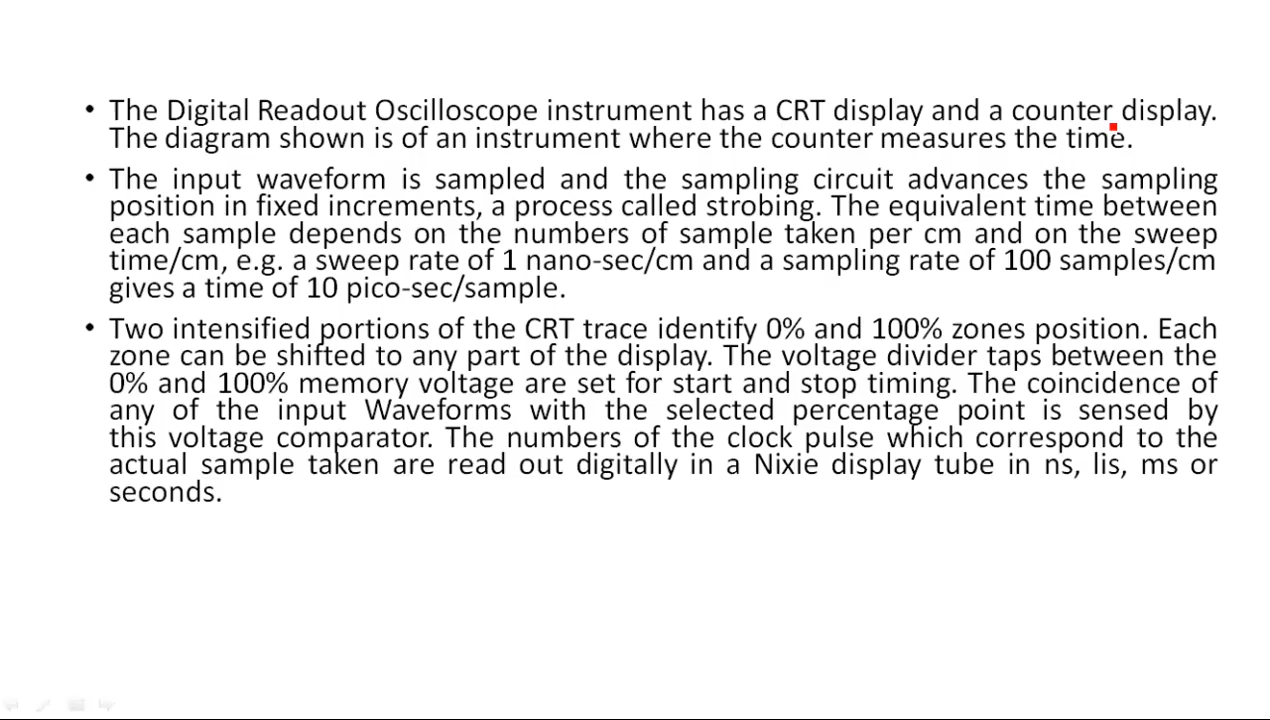 • The Digital Readout Oscilloscope instrument has a CRT display and a counter display.
The diagram shown is of an instrument where the counter measures the time.
• The input waveform is sampled and the sampling circuit advances the sampling
position in fixed increments, a process called strobing. The equivalent time between
each sample depends on the numbers of sample taken per cm and on the sweep
time/cm, e.g. a sweep rate of 1 nano-sec/cm and a sampling rate of 100 samples/cm
gives a time of 10 pico-sec/sample.
• Two intensified portions of the CRT trace identify 0% and 100% zones position. Each
zone can be shifted to any part of the display. The voltage divider taps between the
0% and 100% memory voltage are set for start and stop timing. The coincidence of
any of the input Waveforms with the selected percentage point is sensed by
this voltage comparator. The numbers of the clock pulse which correspond to the
actual sample taken are read out digitally in a Nixie display tube in ns, lis, ms or
seconds.